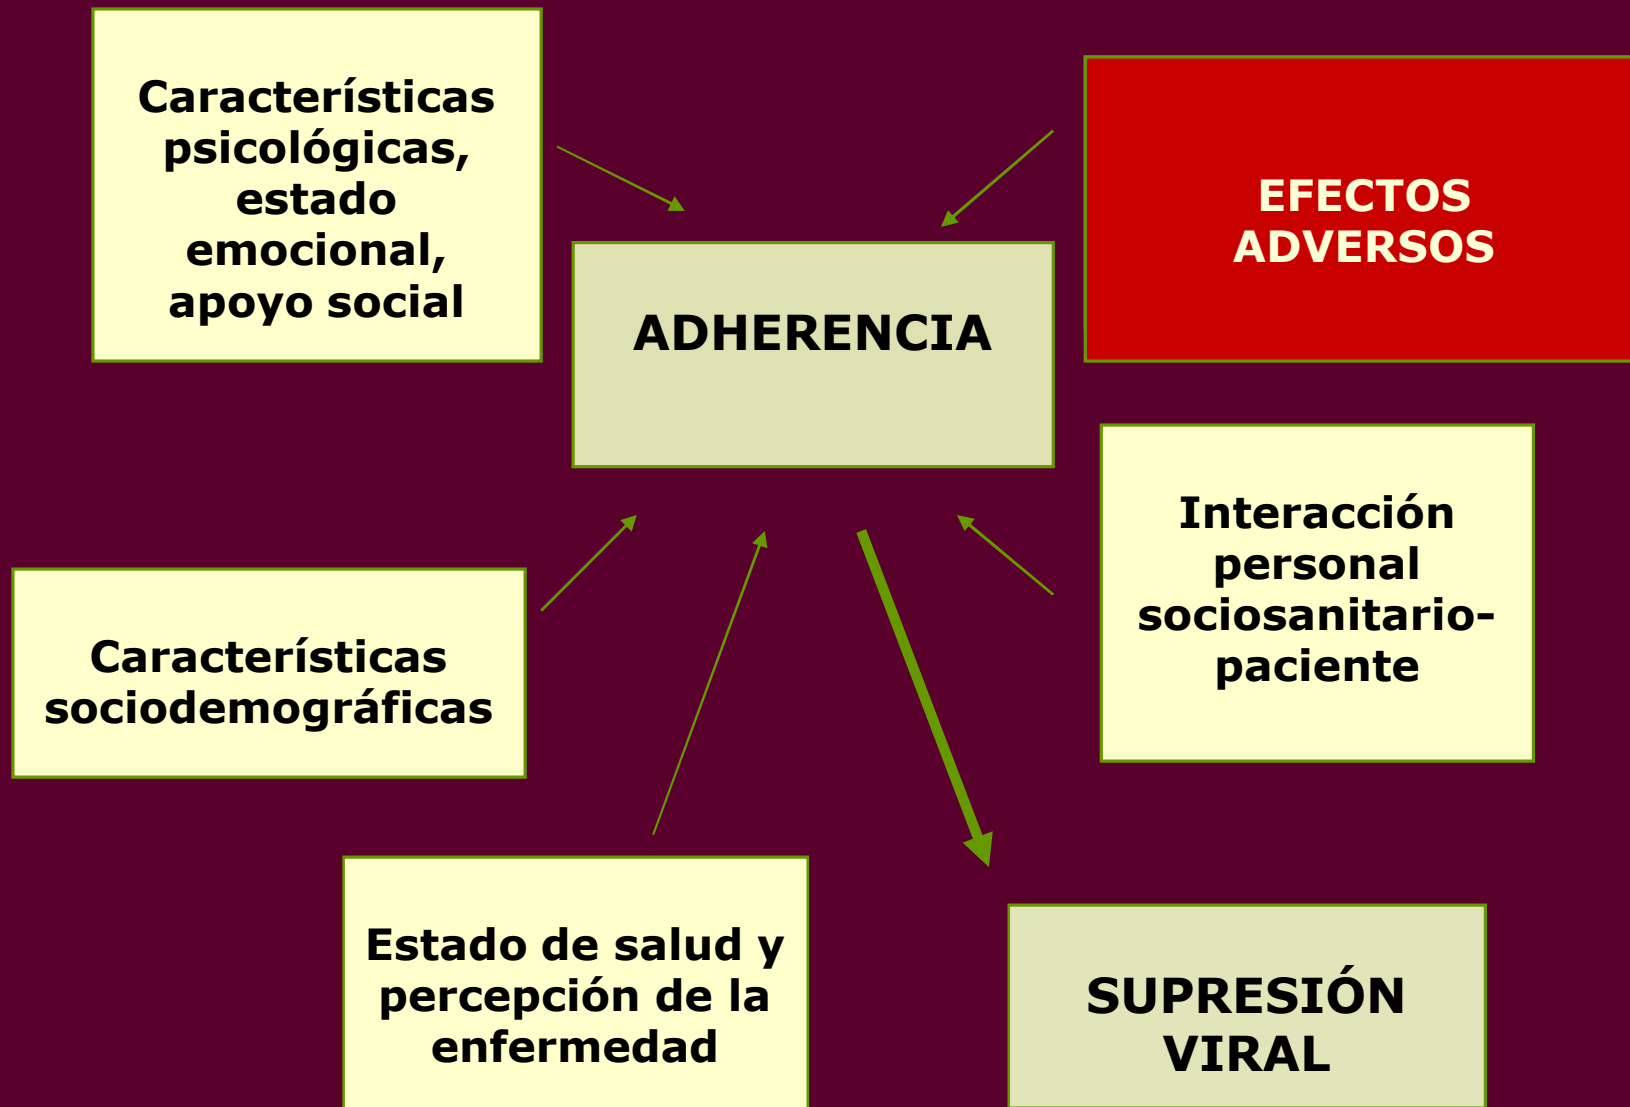 Características
psicológicas,
estado
emocional,
apoyo social
EFECTOS
ADVERSOS
ADHERENCIA
Interacción
personal
sociosanitario-
paciente
Características
sociodemográficas
Estado de salud y
percepción de la
enfermedad
SUPRESIÓN
VIRAL